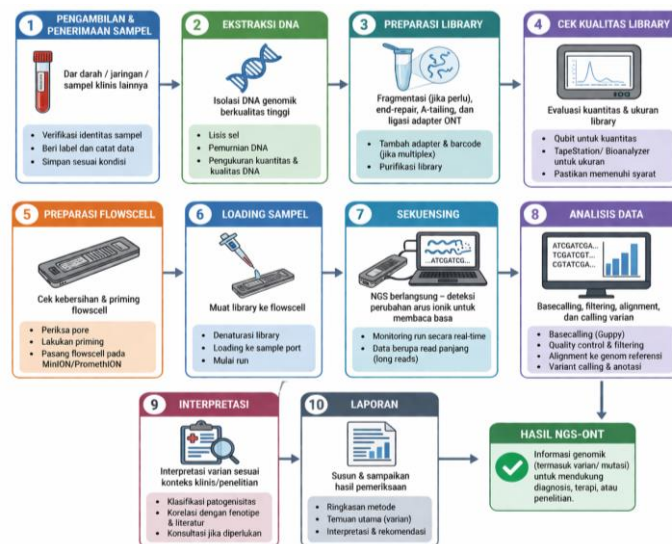 1 PENGAMBILAN &
PENERIMAAN SAMPEL
Dar darah / jaringan /
sampel klinis lainnya
• Verifikasi identitas sampel
• Beri label dan catat data
• Simpan sesuai kondisi
2 EKSTRAKSI DNA
Isolasi DNA genomik
berkualitas tinggi
• Lisis sel
• Pemurnian DNA
• Pengukuran kuantitas &
kualitas DNA
3 PREPARASI LIBRARY
Fragmentasi (jika perlu),
end-repair, A-tailing, dan
ligasi adapter ONT
• Tambah adapter & barcode
(jika multiplex)
• Purifikasi library
4 CEK KUALITAS LIBRARY
Evaluasi kuantitas & ukuran
library
• Qubit untuk kuantitas
• TapeStation/ Bioanalyzer
untuk ukuran
• Pastikan memenuhi syarat
5 PREPARASI FLOWSCELL
Cek kebersihan & priming
flowscell
• Periksa pore
• Lakukan priming
• Pasang flowscell pada
MinION/PromethION
6 LOADING SAMPEL
Muat library ke flowscell
• Denaturasi library
• Loading ke sample port
• Mulai run
7 SEKUENSING
...ATCGATCG...
NGS berlangsung – deteksi
perubahan arus ionik untuk
membaca basa
• Monitoring run secara real-time
• Data berupa read panjang
(long reads)
8 ANALISIS DATA
ATCGATCGA...
TCGATCGT...
CGTATCGA...
Basecalling, filtering, alignment,
dan calling varian
• Basecalling (Guppy)
• Quality control & filtering
• Alignment ke genom referensi
• Variant calling & anotasi
9 INTERPRETASI
Interpretasi varian sesuai
konteks klinis/penelitian
• Klasifikasi patogenisitas
• Korelasi dengan fenotipe &
literatur
• Konsultasi jika diperlukan
10 LAPORAN
Susun & sampaikan
hasil pemeriksaan
• Ringkasan metode
• Temuan utama (varian)
• Interpretasi & rekomendasi
HASIL NGS-ONT
Informasi genomik
(termasuk varian/ mutasi)
untuk mendukung
diagnosis, terapi, atau
penelitian.